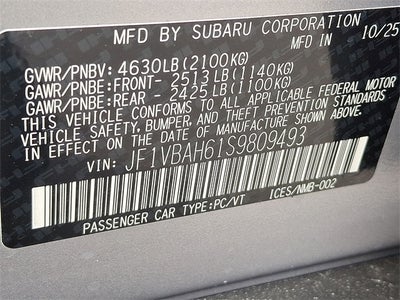 MFD BY SUBARU CORPORATION 10/25
GVWR/PNBV: 4630LB(2100KG)
GAWR/PNBE:FRONT- 2513LB(1140KG)
GAWR/PNBE:REAR - 2425LB(1100KG)
THIS VEHICLE CONFORMS TO ALL APPLICABLE FEDERAL MOTOR
VEHICLE SAFETY, BUMPER, AND THEFT PREVENTION STANDARDS
IN EFFECT ON THE DATE OF MANUFACTURE SHOWN ABOVE.
VIN: JF1VBAH61S9809493
PASSENGER CAR TYPE:PC/VT ICES/NMB-002